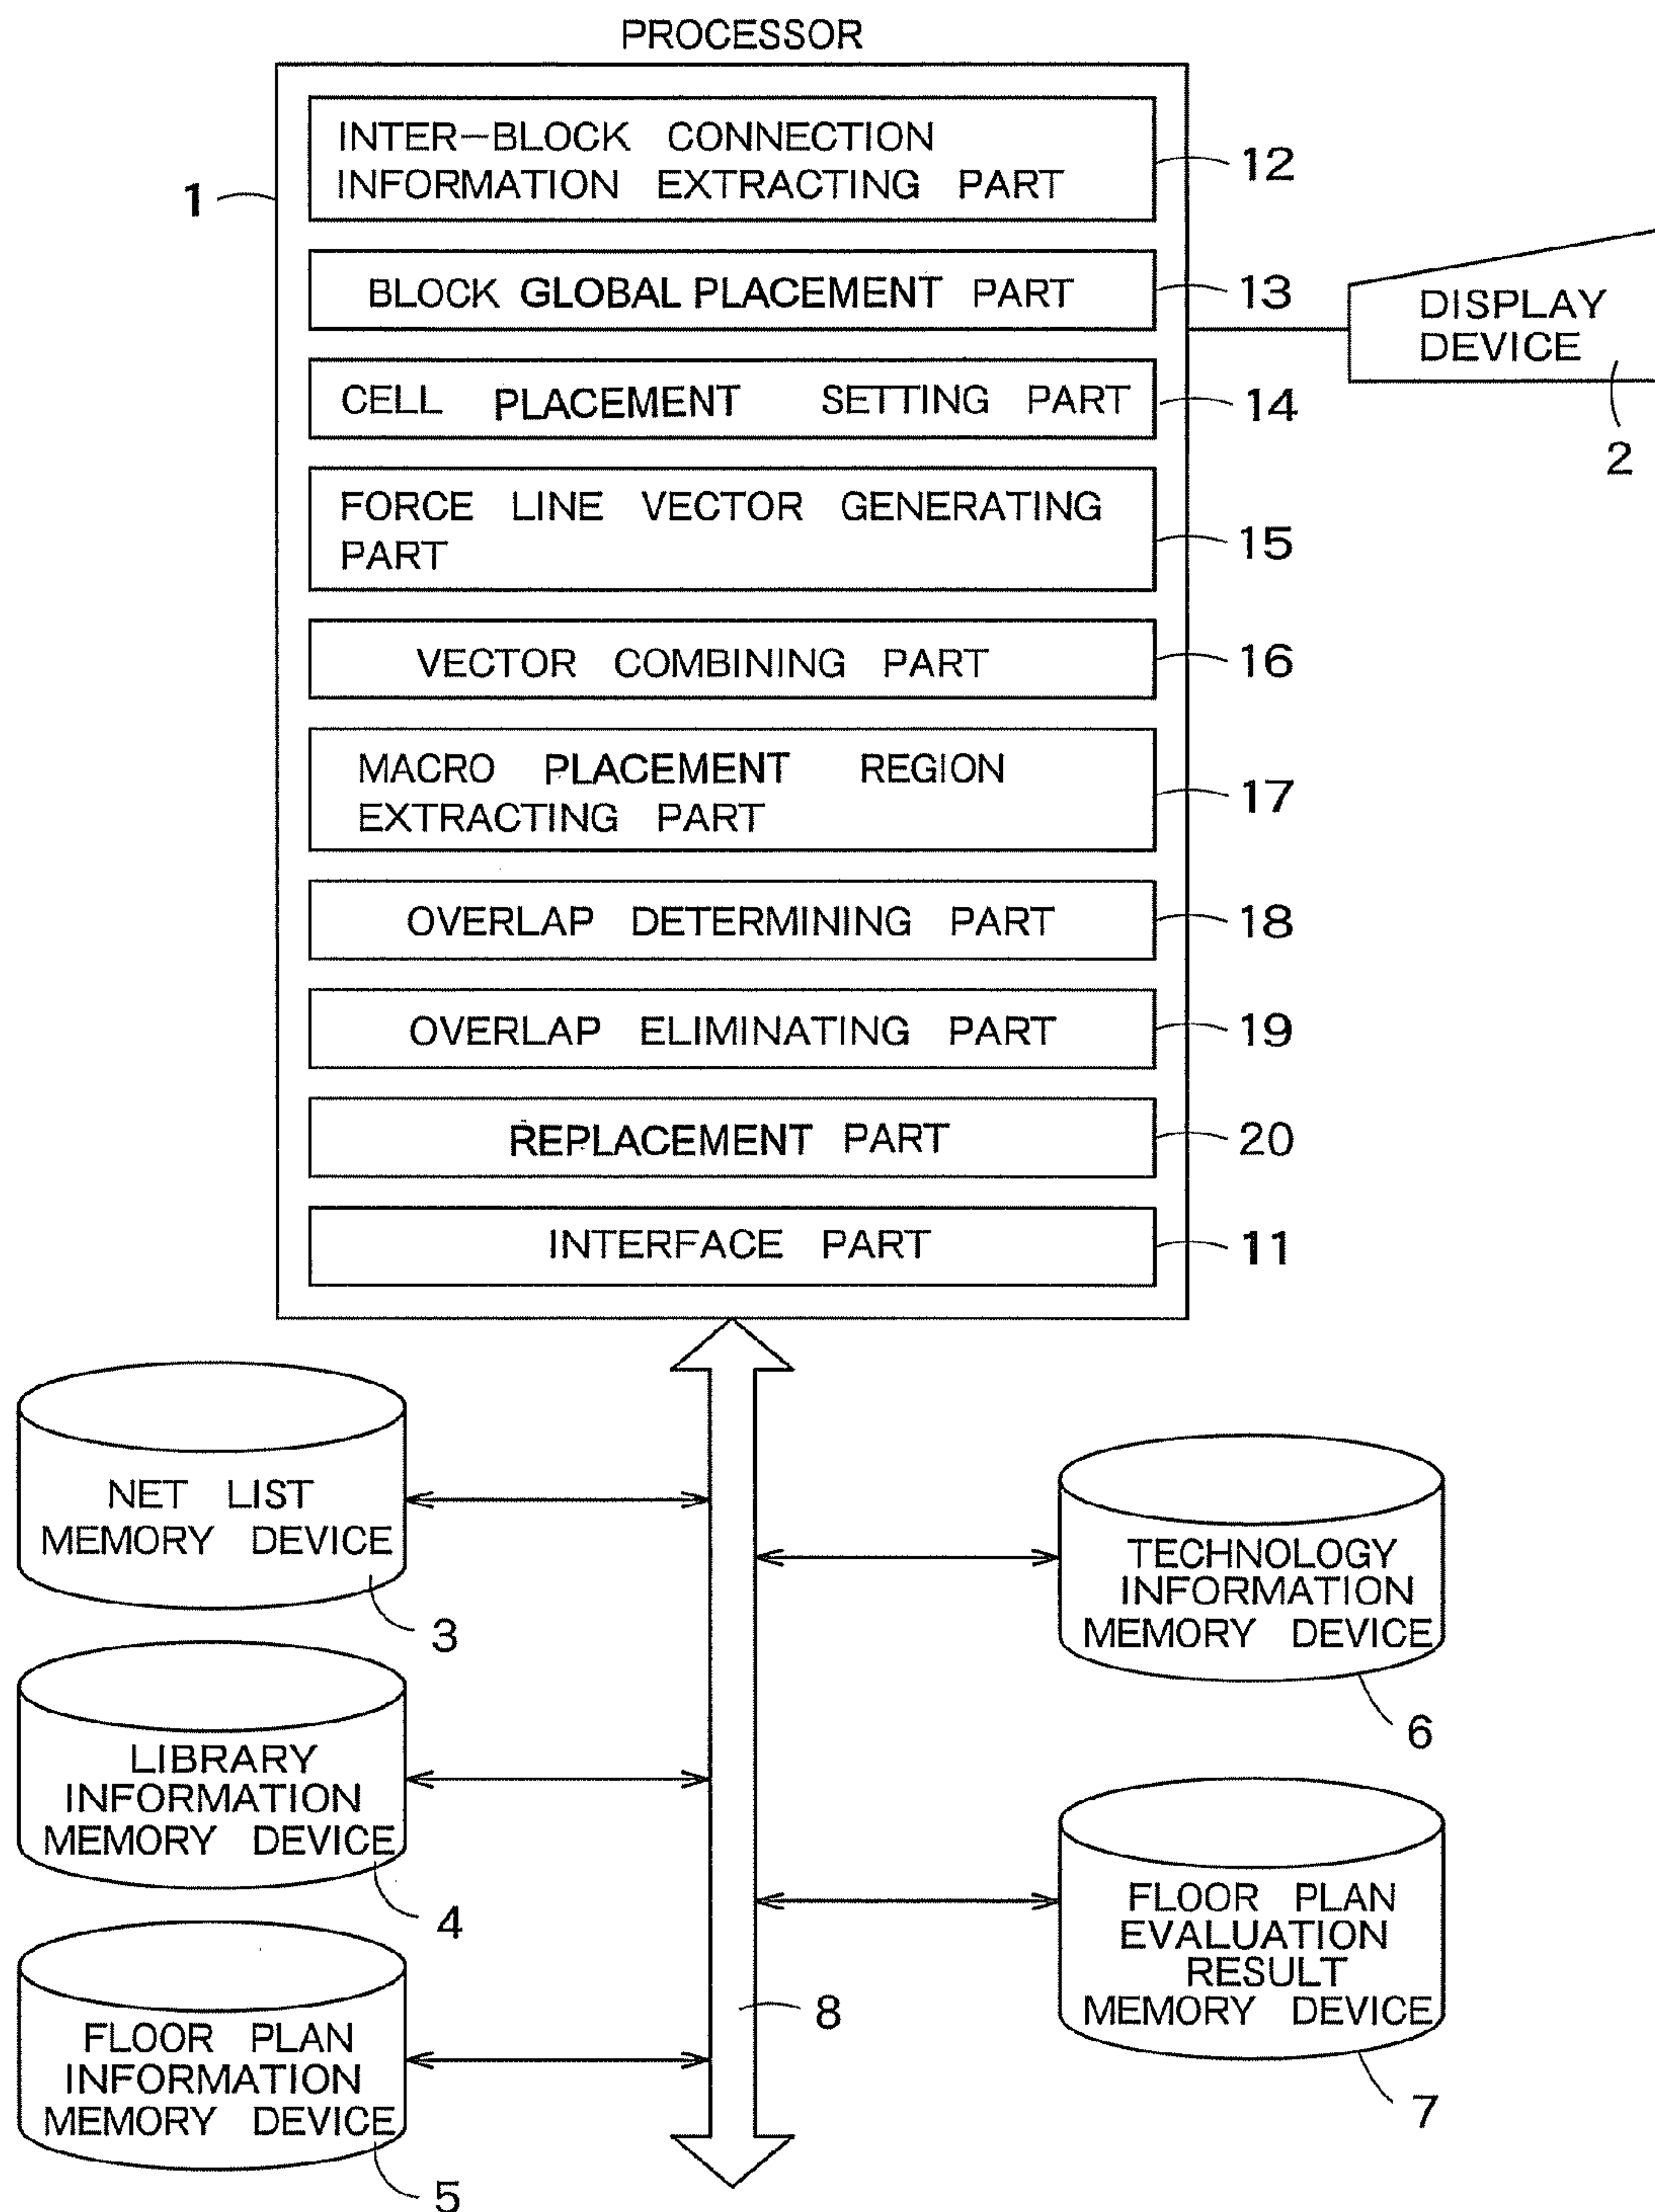 PROCESSOR
1
INTER-BLOCK CONNECTION
INFORMATION EXTRACTING PART
12
BLOCK GLOBAL PLACEMENT PART
13
CELL PLACEMENT SETTING PART
14
FORCE LINE VECTOR GENERATING
PART
15
VECTOR COMBINING PART
16
MACRO PLACEMENT REGION
EXTRACTING PART
17
OVERLAP DETERMINING PART
18
OVERLAP ELIMINATING PART
19
REPLACEMENT PART
20
INTERFACE PART
11
DISPLAY
DEVICE
2
NET LIST
MEMORY DEVICE
3
LIBRARY
INFORMATION
MEMORY DEVICE
4
FLOOR PLAN
INFORMATION
MEMORY DEVICE
5
8
TECHNOLOGY
INFORMATION
MEMORY DEVICE
6
FLOOR PLAN
EVALUATION
RESULT
MEMORY DEVICE
7